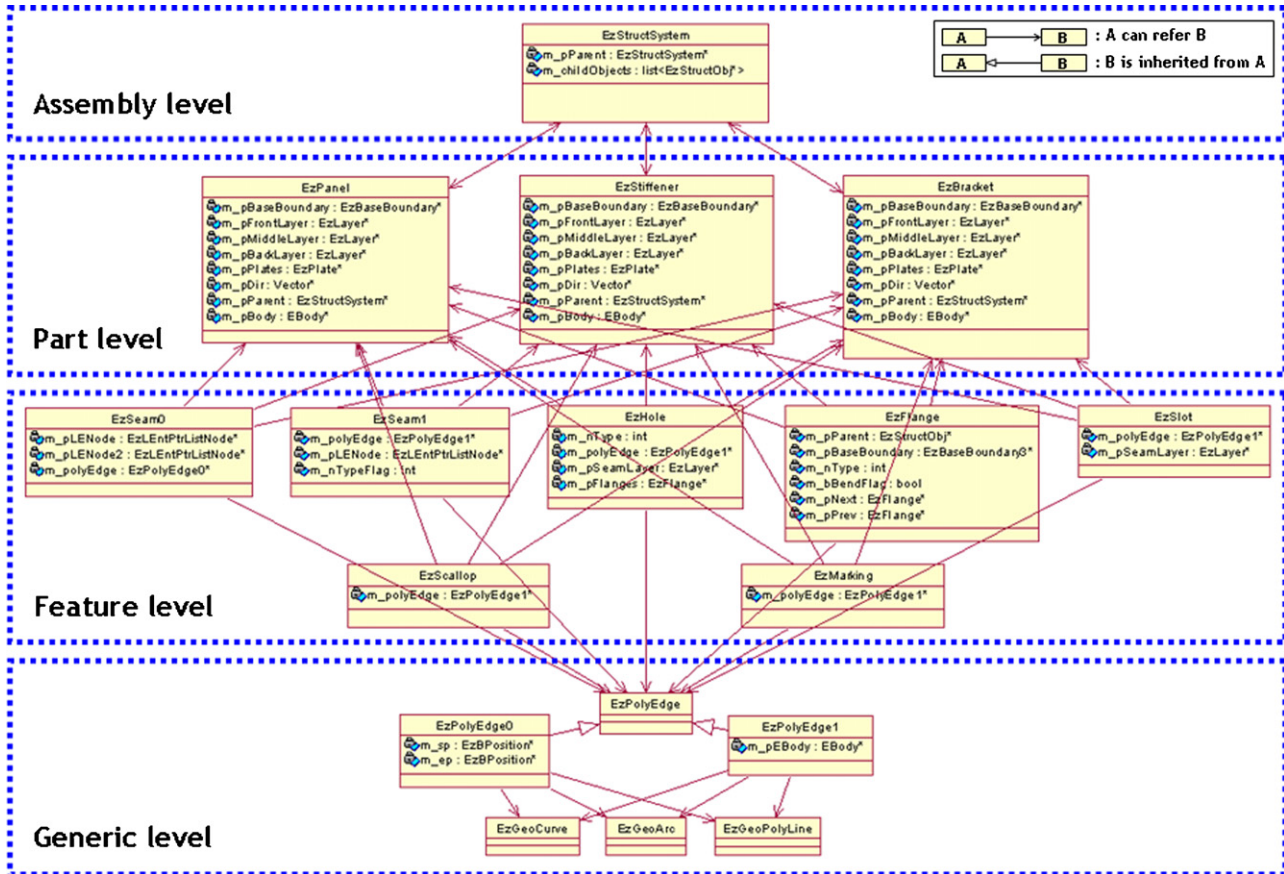 EzStructSystem
m_pParent : EzStructSystem*
m_childObjects : list<EzStructObj*>
A B : A can refer B
A B : B is inherited from A
Assembly level
EzPanel
m_pBaseBoundary : EzBaseBoundary*
m_pFrontLayer : EzLayer*
m_pMiddleLayer : EzLayer*
m_pBackLayer : EzLayer*
m_pPlates : EzPlate*
m_pDir : Vector*
m_pParent : EzStructSystem*
m_pBody : EBody*
EzStiffener
m_pBaseBoundary : EzBaseBoundary*
m_pFrontLayer : EzLayer*
m_pMiddleLayer : EzLayer*
m_pBackLayer : EzLayer*
m_pPlates : EzPlate*
m_pDir : Vector*
m_pParent : EzStructSystem*
m_pBody : EBody*
EzBracket
m_pBaseBoundary : EzBaseBoundary*
m_pFrontLayer : EzLayer*
m_pMiddleLayer : EzLayer*
m_pBackLayer : EzLayer*
m_pPlates : EzPlate*
m_pDir : Vector*
m_pParent : EzStructSystem*
m_pBody : EBody*
Part level
EzSeam0
m_pLENode : EzLEntPtrListNode*
m_pLENode2 : EzLEntPtrListNode*
m_polyEdge : EzPolyEdge0*
EzSeam1
m_polyEdge : EzPolyEdge1*
m_pLENode : EzLEntPtrListNode*
m_nTypeFlag : int
EzHole
m_nType : int
m_polyEdge : EzPolyEdge1*
m_pSeamLayer : EzLayer*
m_pFlanges : EzFlange*
EzFlange
m_pParent : EzStructObj*
m_pBaseBoundary : EzBaseBoundary3*
m_nType : int
m_bBendFlag : bool
m_pNext : EzFlange*
m_pPrev : EzFlange*
EzSlot
m_polyEdge : EzPolyEdge1*
m_pSeamLayer : EzLayer*
EzScallop
m_polyEdge : EzPolyEdge1*
EzMarking
m_polyEdge : EzPolyEdge1*
Feature level
EzPolyEdge
EzPolyEdge0
m_sp : EzBPosition*
m_ep : EzBPosition*
EzPolyEdge1
m_pEBody : EBody*
EzGeoCurve
EzGeoArc
EzGeoPolyLine
Generic level